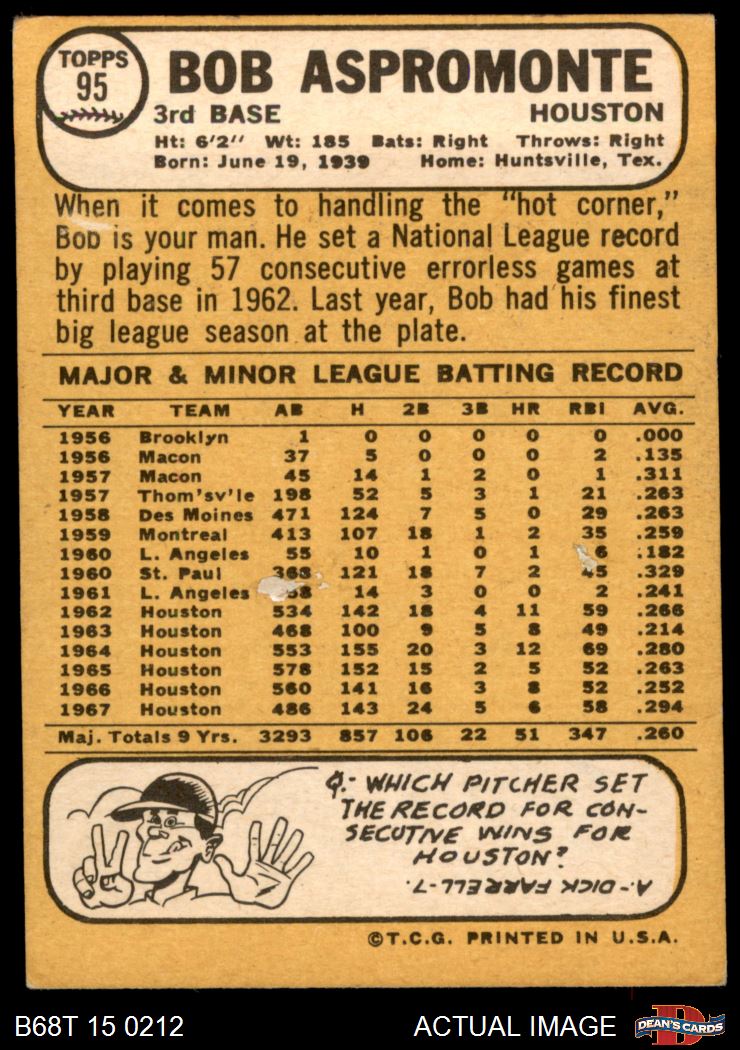 TOPPS
95
BOB ASPROMONTE
3rd BASE HOUSTON
Ht: 6'2" Wt: 185 Bats: Right Throws: Right
Born: June 19, 1939 Home: Huntsville, Tex.
When it comes to handling the "hot corner,"
Bob is your man. He set a National League record
by playing 57 consecutive errorless games at
third base in 1962. Last year, Bob had his finest
big league season at the plate.
MAJOR & MINOR LEAGUE BATTING RECORD
YEAR TEAM AB H 2B 3B HR RBI AVG.
1956 Brooklyn 1 0 0 0 0 0 .000
1956 Macon 37 5 0 0 0 2 .135
1957 Macon 45 14 1 2 0 1 .311
1957 Thom'sv'le 198 52 5 3 1 21 .263
1958 Des Moines 471 124 7 5 0 29 .263
1959 Montreal 413 107 18 1 2 35 .259
1960 L. Angeles 55 10 1 0 1 6 .182
1960 St. Paul 368 121 18 7 2 45 .329
1961 L. Angeles 14 3 0 0 2 .241
1962 Houston 534 142 18 4 11 59 .266
1963 Houston 468 100 9 5 8 49 .214
1964 Houston 553 155 20 3 12 69 .280
1965 Houston 578 152 15 2 5 52 .263
1966 Houston 560 141 16 3 8 52 .252
1967 Houston 486 143 24 5 6 58 .294
Maj. Totals 9 Yrs. 3293 857 106 22 51 347 .260
Q.- WHICH PITCHER SET
THE RECORD FOR CON-
SECUTIVE WINS FOR
HOUSTON?
A.-DICK FARRELL-7.
©T.C.G. PRINTED IN U.S.A.
B68T 15 0212 ACTUAL IMAGE DEAN'S CARDS